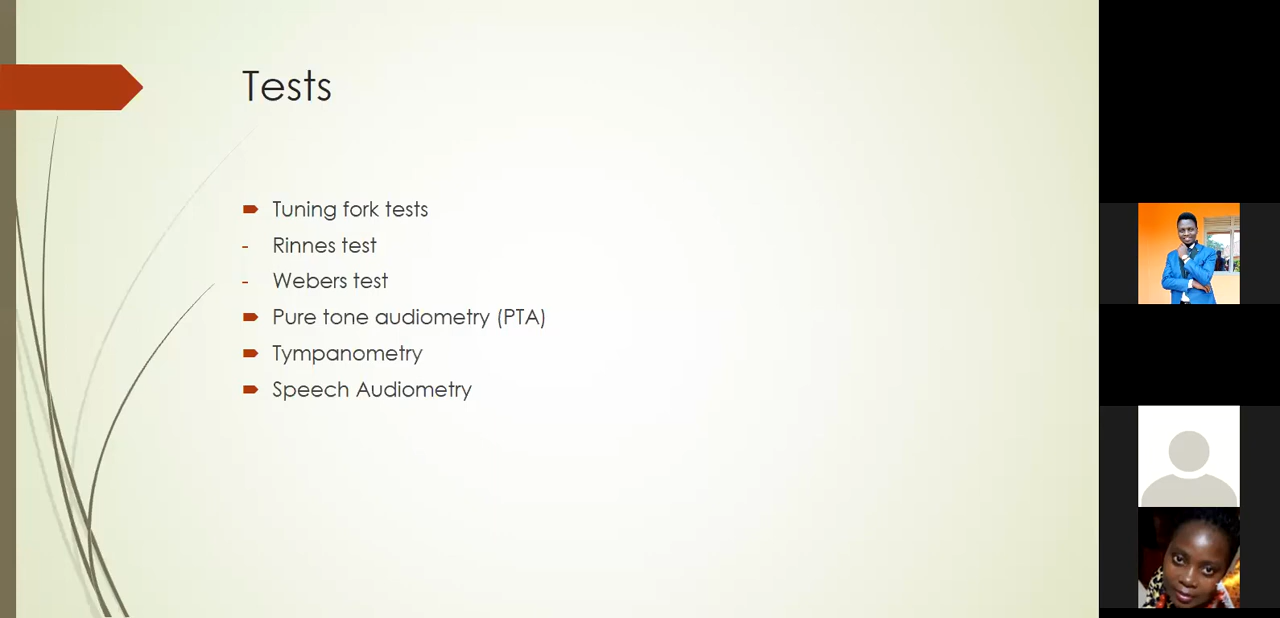 Tests
Tuning fork tests
- Rinnes test
- Webers test
Pure tone audiometry (PTA)
Tympanometry
Speech Audiometry